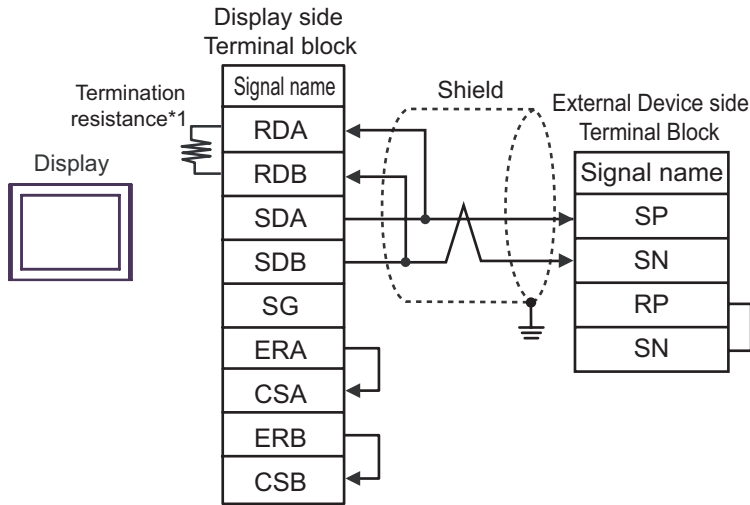 Display side
Terminal block
Signal name
Termination
resistance*1
RDA
RDB
SDA
SDB
SG
ERA
CSA
ERB
CSB
Display
Shield
External Device side
Terminal Block
Signal name
SP
SN
RP
SN